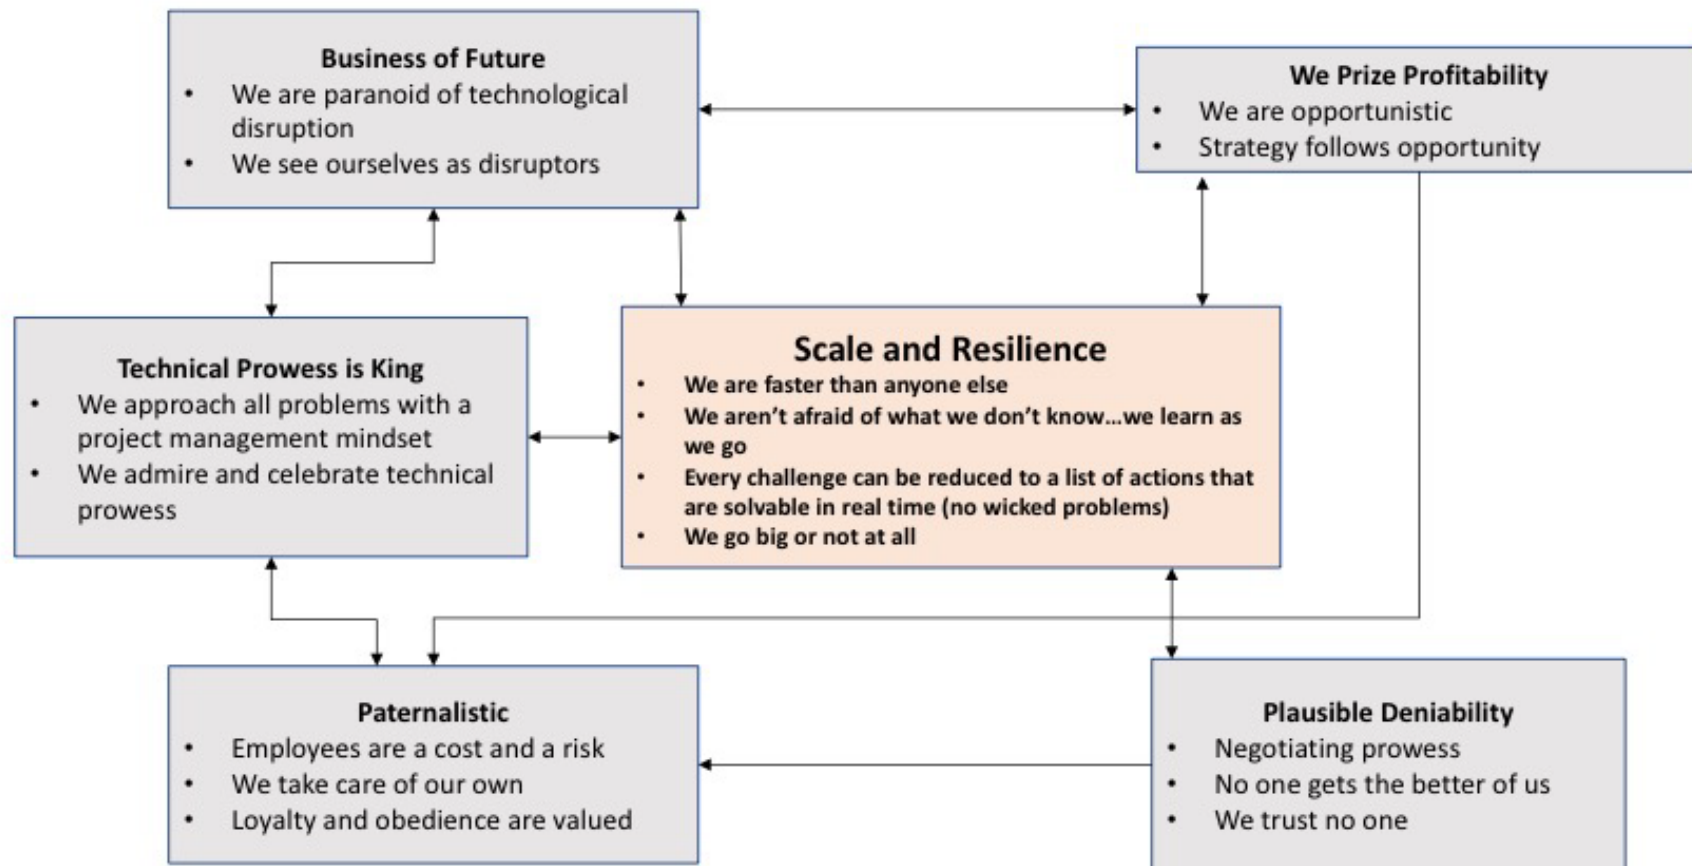 Business of Future
• We are paranoid of technological
disruption
• We see ourselves as disruptors
We Prize Profitability
• We are opportunistic
• Strategy follows opportunity
Technical Prowess is King
• We approach all problems with a
project management mindset
• We admire and celebrate technical
prowess
Scale and Resilience
• We are faster than anyone else
• We aren’t afraid of what we don’t know…we learn as
we go
• Every challenge can be reduced to a list of actions that
are solvable in real time (no wicked problems)
• We go big or not at all
Paternalistic
• Employees are a cost and a risk
• We take care of our own
• Loyalty and obedience are valued
Plausible Deniability
• Negotiating prowess
• No one gets the better of us
• We trust no one